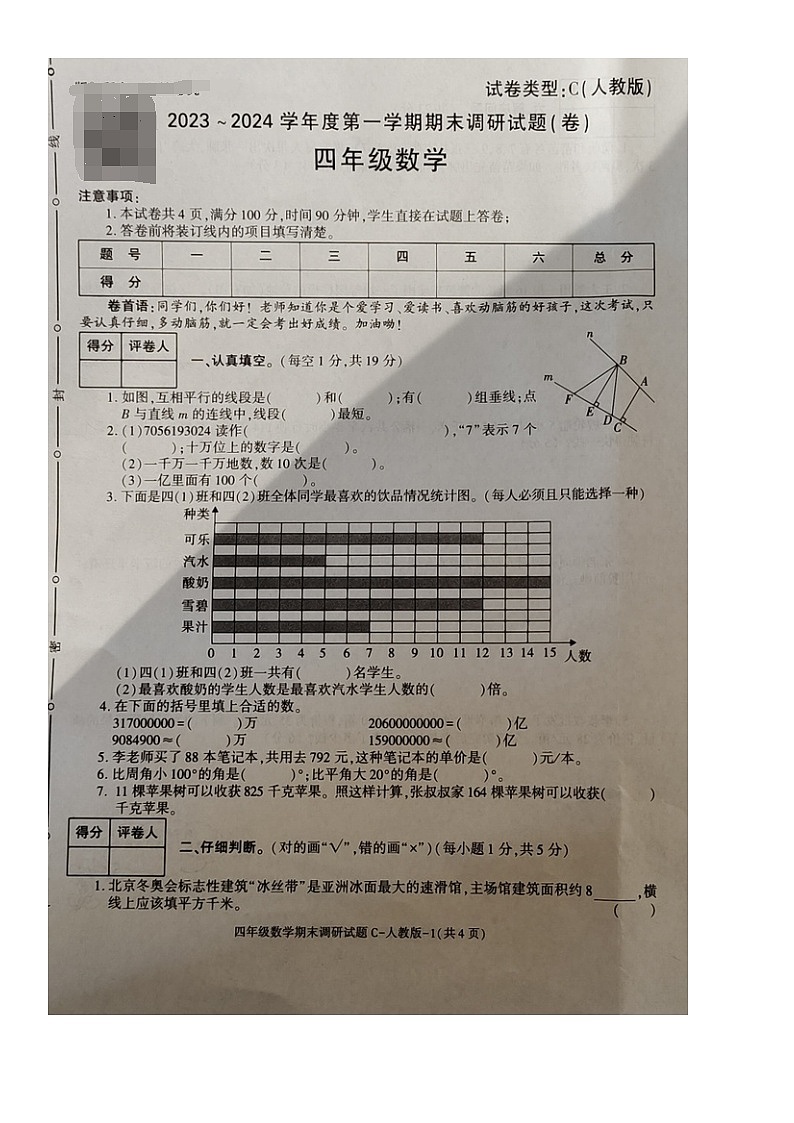 试卷类型:C(人教版)
2023~2024学年度第一学期期末调研试题(卷)
四年级数学
注意事项:
1.本试卷共4页,满分100分,时间90分钟,学生直接在试题上答卷;
2.答卷前将装订线内的项目填写清楚。
题 号 一 二 三 四 五 六 总 分
得 分
卷首语:同学们,你们好!老师知道你是个爱学习、爱读书、喜欢动脑筋的好孩子,这次考试,只
要认真仔细,多动脑筋,就一定会考出好成绩。加油哟!
得分 评卷人
一、认真填空。(每空1分,共19分)
n
B
m
A
F
E
D
C
1.如图,互相平行的线段是( )和( );有( )组垂线;点
B与直线m的连线中,线段( )最短。
2.(1)7056193024读作( ),“7”表示7个
( );十万位上的数字是( )。
(2)一千万一千万地数,数10次是( )。
(3)一亿里面有100个( )。
3.下面是四(1)班和四(2)班全体同学最喜欢的饮品情况统计图。(每人必须且只能选择一种)
种类
可乐
汽水
酸奶
雪碧
果汁
0 1 2 3 4 5 6 7 8 9 10 11 12 13 14 15 人数
(1)四(1)班和四(2)班一共有( )名学生。
(2)最喜欢酸奶的学生人数是最喜欢汽水学生人数的( )倍。
4.在下面的括号里填上合适的数。
317000000=( )万 20600000000=( )亿
9084900≈( )万 159000000≈( )亿
5.李老师买了88本笔记本,共用去792元,这种笔记本的单价是( )元/本。
6.比周角小100°的角是( )°;比平角大20°的角是( )°。
7. 11棵苹果树可以收获825千克苹果。照这样计算,张叔叔家164棵苹果树可以收获( )
千克苹果。
得分 评卷人
二、仔细判断。(对的画“√”,错的画“×”)(每小题1分,共5分)
1.北京冬奥会标志性建筑“冰丝带”是亚洲冰面最大的速滑馆,主场馆建筑面积约8____,横
线上应该填平方千米。 ( )
四年级数学期末调研试题C-人教版-1(共4页)
线
封
密